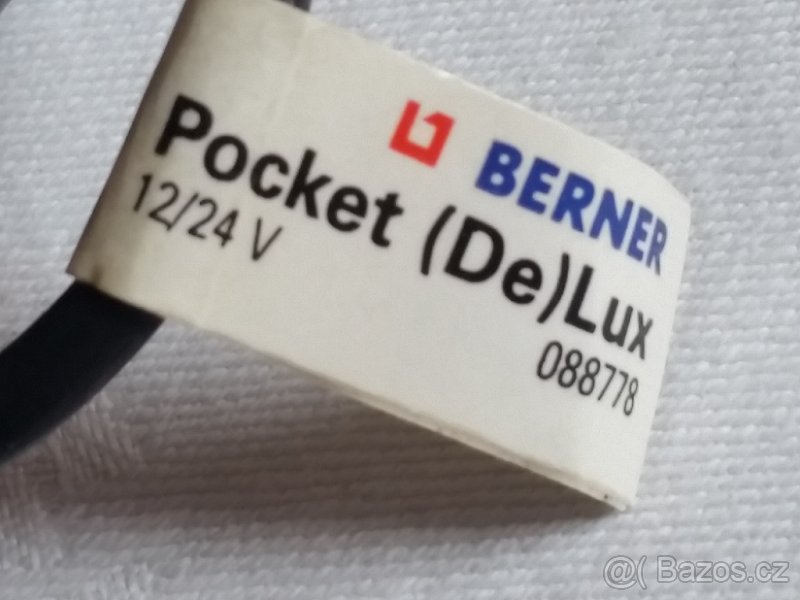 BERNER
Pocket (De)Lux
12/24 V
088778
@( Bazos.cz